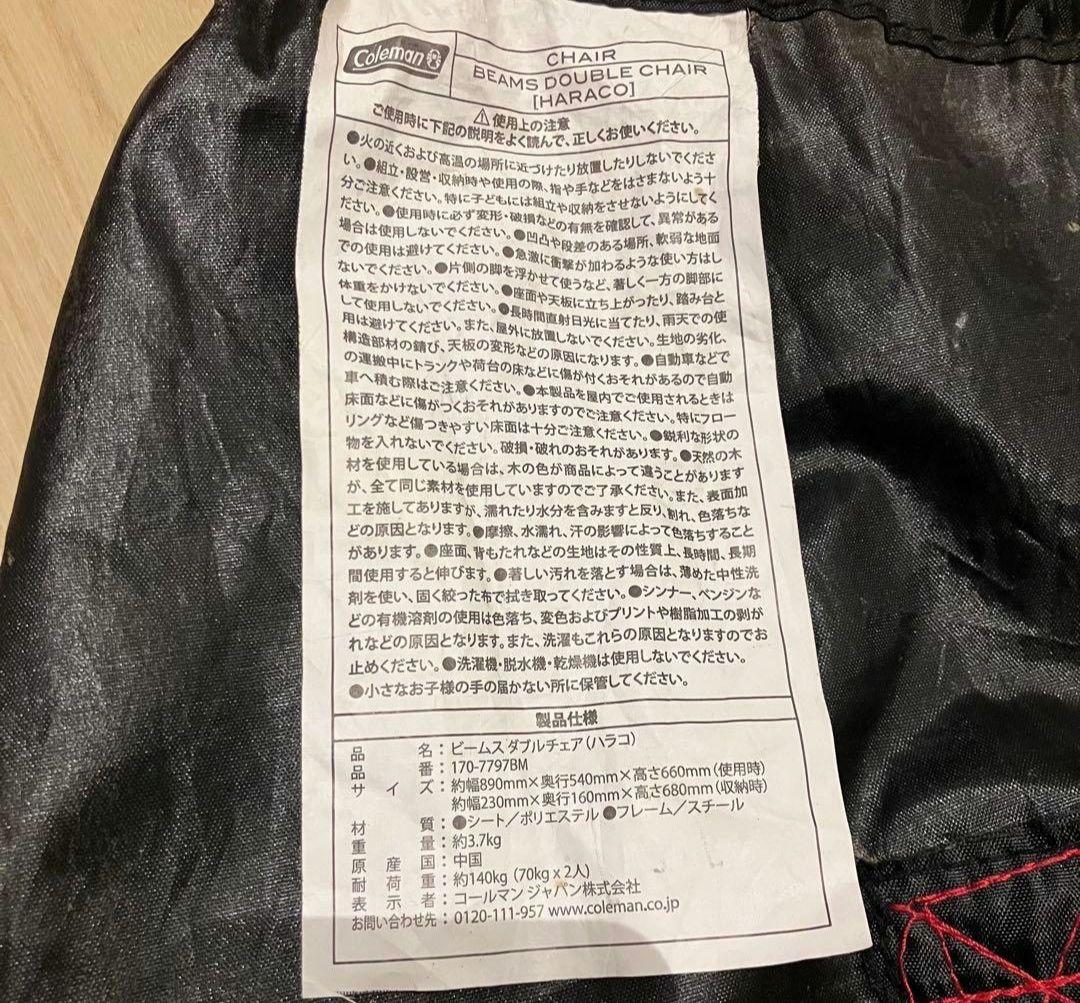 Coleman
CHAIR
BEAMS DOUBLE CHAIR
[HARACO]
⚠使用上の注意
ご使用時に下記の説明をよく読んで、正しくお使いください。
●火の近くおよび高温の場所に近づけたり放置したりしないでくださ
い。●組立・設営・収納時や使用の際、指や手などをはさまないよう十
分ご注意ください。特に子どもには組立や収納をさせないようにしてく
ださい。●使用時に必ず変形・破損などの有無を確認して、異常がある
場合は使用しないでください。●凹凸や段差のある場所、軟弱な地面
での使用は避けてください。●急激に衝撃が加わるような使い方はし
ないでください。●片側の脚を浮かせて使うなど、著しく一方の脚部に
体重をかけないでください。●座面や天板に立ち上がったり、踏み台と
して使用しないでください。●長時間直射日光に当てたり、雨天での使
用は避けてください。また、屋外に放置しないでください。生地の劣化、
構造部材の錆び、天板の変形などの原因になります。●自動車などで
の運搬中にトランクや荷台の床などに傷が付くおそれがあるので自動
車へ積む際はご注意ください。●本製品を屋内でご使用されるときは
床面などに傷がつくおそれがありますのでご注意ください。特にフロー
リングなど傷つきやすい床面は十分ご注意ください。●鋭利な形状の
物を入れないでください。破損・破れのおそれがあります。●天然の木
材を使用している場合は、木の色が商品によって違うことがあります
が、全て同じ素材を使用していますのでご了承ください。また、表面加
工を施してありますが、濡れたり水分を含みますと反り、割れ、色落ちな
どの原因となります。●摩擦、水濡れ、汗の影響によって色落ちすること
があります。●座面、背もたれなどの生地はその性質上、長時間、長期
間使用すると伸びます。●著しい汚れを落とす場合は、薄めた中性洗
剤を使い、固く絞った布で拭き取ってください。●シンナー、ベンジンな
どの有機溶剤の使用は色落ち、変色およびプリントや樹脂加工の剥が
れなどの原因となります。また、洗濯もこれらの原因となりますのでお
止めください。●洗濯機・脱水機・乾燥機は使用しないでください。
●小さなお子様の手の届かない所に保管してください。
製品仕様
品名：ビームス ダブルチェア(ハラコ)
品番：170-7797BM
サイズ：約幅890mm×奥行540mm×高さ660mm(使用時)
約幅230mm×奥行160mm×高さ680mm(収納時)
材質：●シート／ポリエステル ●フレーム／スチール
重量：約3.7kg
原産国：中国
耐荷重：約140kg (70kg x 2人)
表示者：コールマン ジャパン株式会社
お問い合わせ先：0120-111-957 www.coleman.co.jp